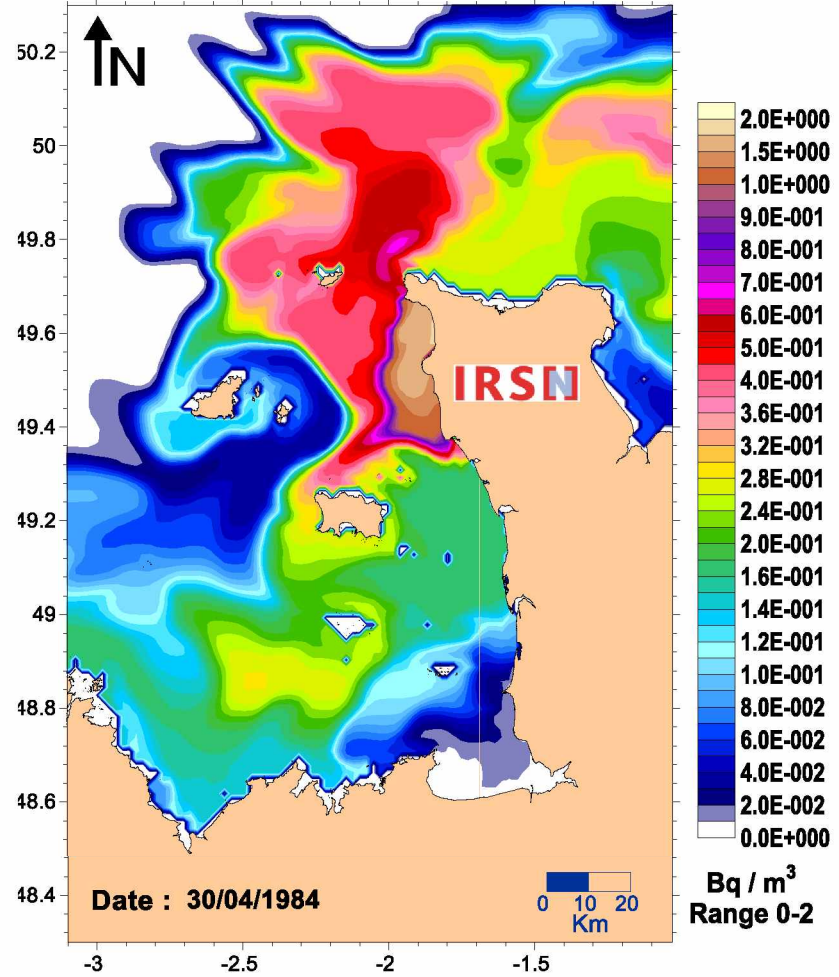 N
50.2
50
49.8
49.6
49.4
49.2
49
48.8
48.6
48.4
-3
-2.5
-2
-1.5
IRSN
Date : 30/04/1984
0 10 20
Km
2.0E+000
1.5E+000
1.0E+000
9.0E-001
8.0E-001
7.0E-001
6.0E-001
5.0E-001
4.0E-001
3.6E-001
3.2E-001
2.8E-001
2.4E-001
2.0E-001
1.6E-001
1.4E-001
1.2E-001
1.0E-001
8.0E-002
6.0E-002
4.0E-002
2.0E-002
0.0E+000
Bq / m³
Range 0-2